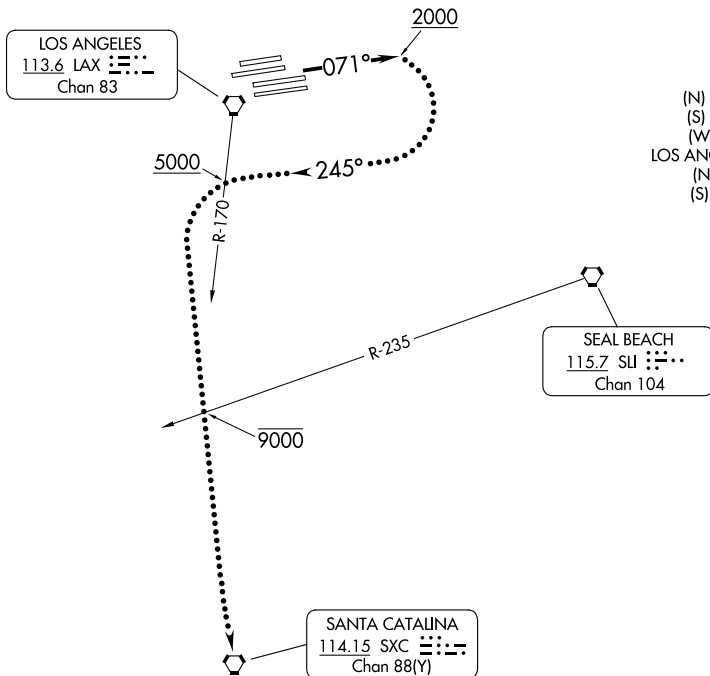 2000
LOS ANGELES
113.6 LAX
Chan 83
071°
(N)
(S)
(W
LOS ANG
(N
(S)
5000
245°
R-170
R-235
SEAL BEACH
115.7 SLI
Chan 104
9000
SANTA CATALINA
114.15 SXC
Chan 88(Y)